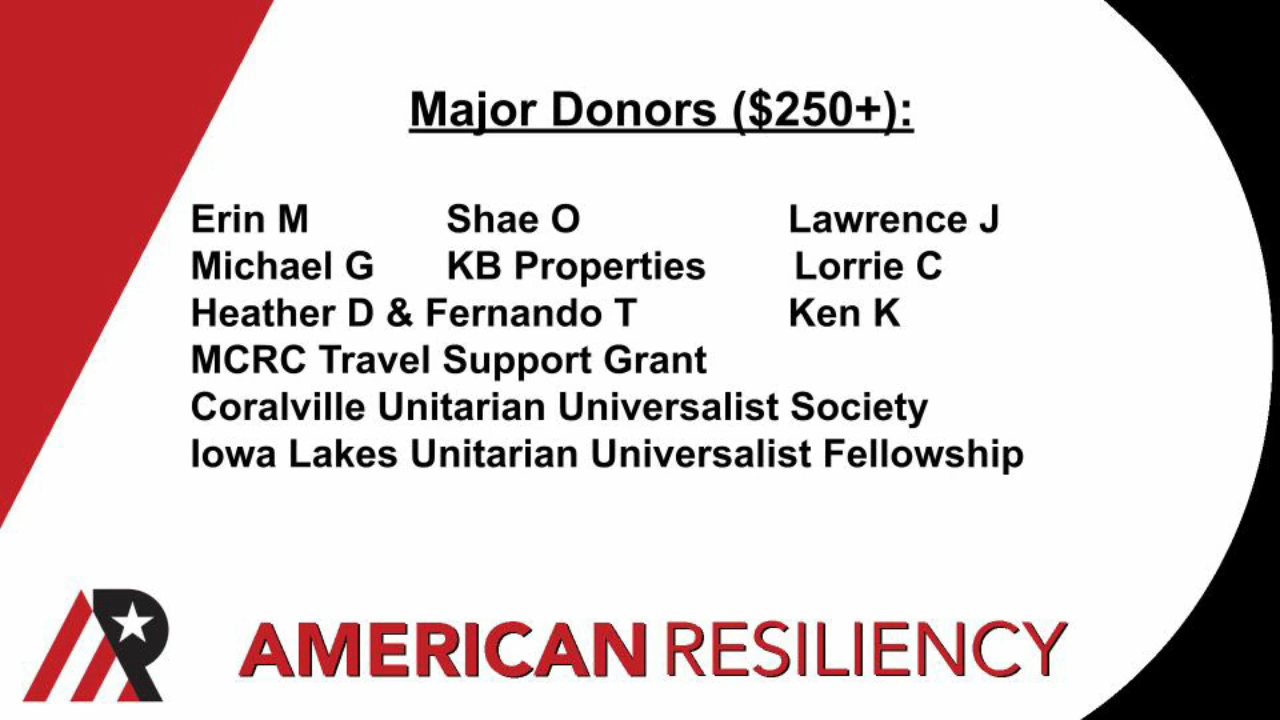 Major Donors ($250+):
Erin M Shae O Lawrence J
Michael G KB Properties Lorrie C
Heather D & Fernando T Ken K
MCRC Travel Support Grant
Coralville Unitarian Universalist Society
Iowa Lakes Unitarian Universalist Fellowship
AR AMERICAN RESILIENCY